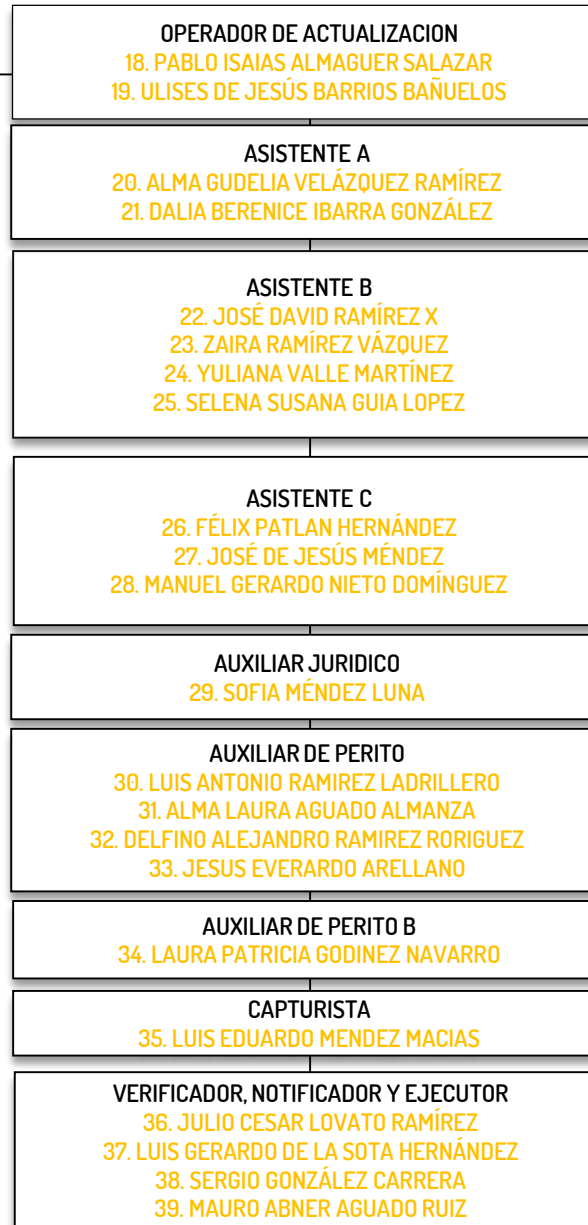 OPERADOR DE ACTUALIZACION
18. PABLO ISAIAS ALMAGUER SALAZAR
19. ULISES DE JESÚS BARRIOS BAÑUELOS
ASISTENTE A
20. ALMA GUDELIA VELÁZQUEZ RAMÍREZ
21. DALIA BERENICE IBARRA GONZÁLEZ
ASISTENTE B
22. JOSÉ DAVID RAMÍREZ X
23. ZAIRA RAMÍREZ VÁZQUEZ
24. YULIANA VALLE MARTÍNEZ
25. SELENA SUSANA GUIA LOPEZ
ASISTENTE C
26. FÉLIX PATLAN HERNÁNDEZ
27. JOSÉ DE JESÚS MÉNDEZ
28. MANUEL GERARDO NIETO DOMÍNGUEZ
AUXILIAR JURIDICO
29. SOFIA MÉNDEZ LUNA
AUXILIAR DE PERITO
30. LUIS ANTONIO RAMIREZ LADRILLERO
31. ALMA LAURA AGUADO ALMANZA
32. DELFINO ALEJANDRO RAMIREZ RORIGUEZ
33. JESUS EVERARDO ARELLANO
AUXILIAR DE PERITO B
34. LAURA PATRICIA GODINEZ NAVARRO
CAPTURISTA
35. LUIS EDUARDO MENDEZ MACIAS
VERIFICADOR, NOTIFICADOR Y EJECUTOR
36. JULIO CESAR LOVATO RAMÍREZ
37. LUIS GERARDO DE LA SOTA HERNÁNDEZ
38. SERGIO GONZÁLEZ CARRERA
39. MAURO ABNER AGUADO RUIZ